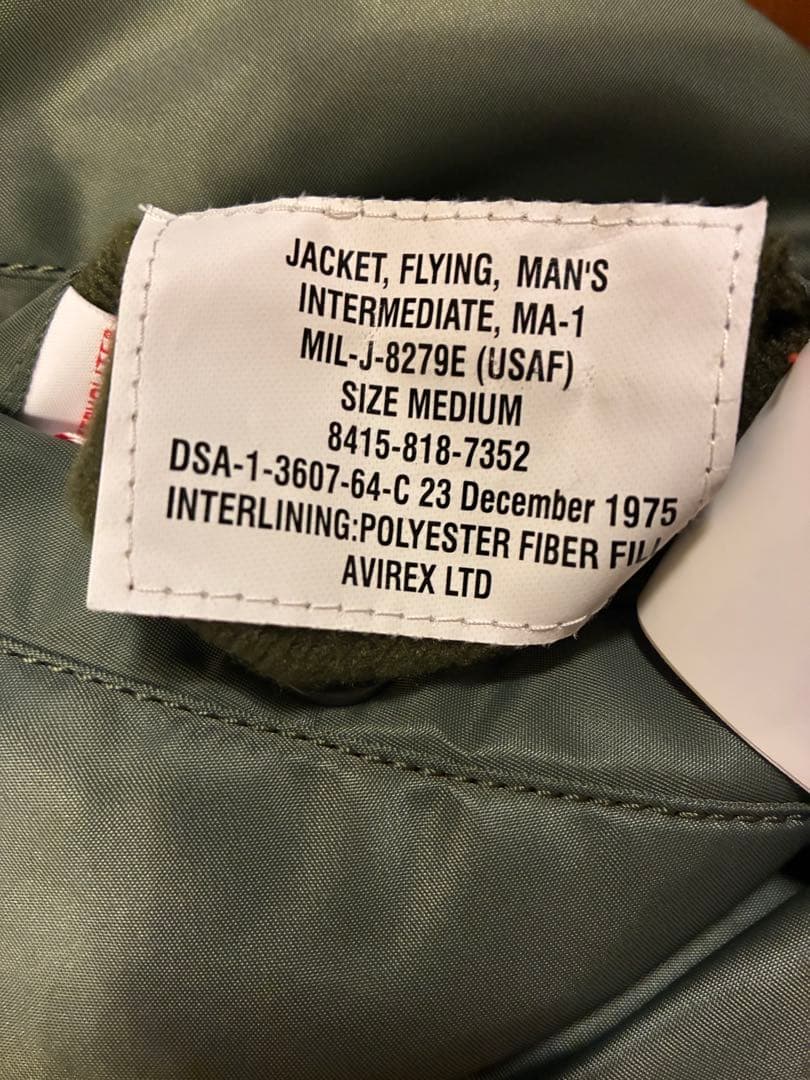 JACKET, FLYING, MAN'S
INTERMEDIATE, MA-1
MIL-J-8279E (USAF)
SIZE MEDIUM
8415-818-7352
DSA-1-3607-64-C 23 December 1975
INTERLINING:POLYESTER FIBER FILL
AVIREX LTD